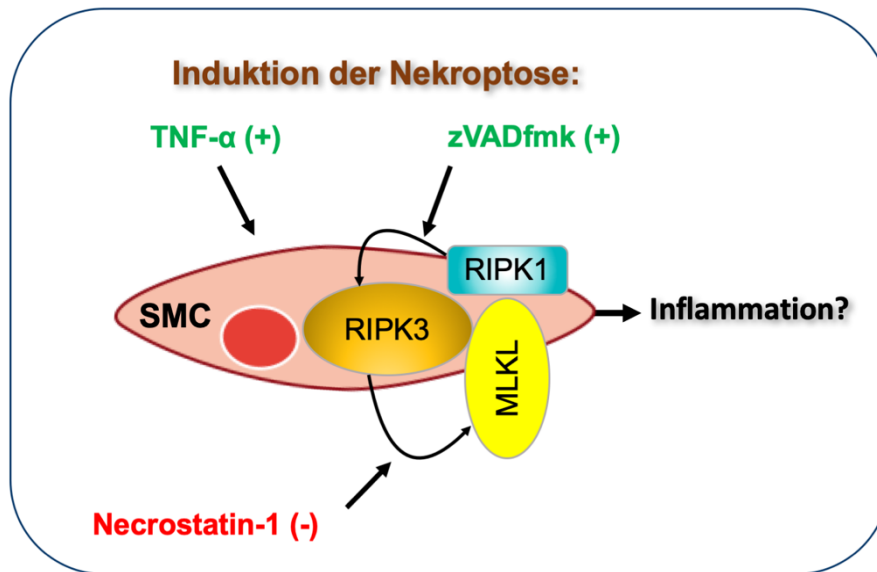 Induktion der Nekroptose:
TNF-α (+)
zVADfmk (+)
RIPK1
SMC
RIPK3
Inflammation?
MLKL
Necrostatin-1 (-)